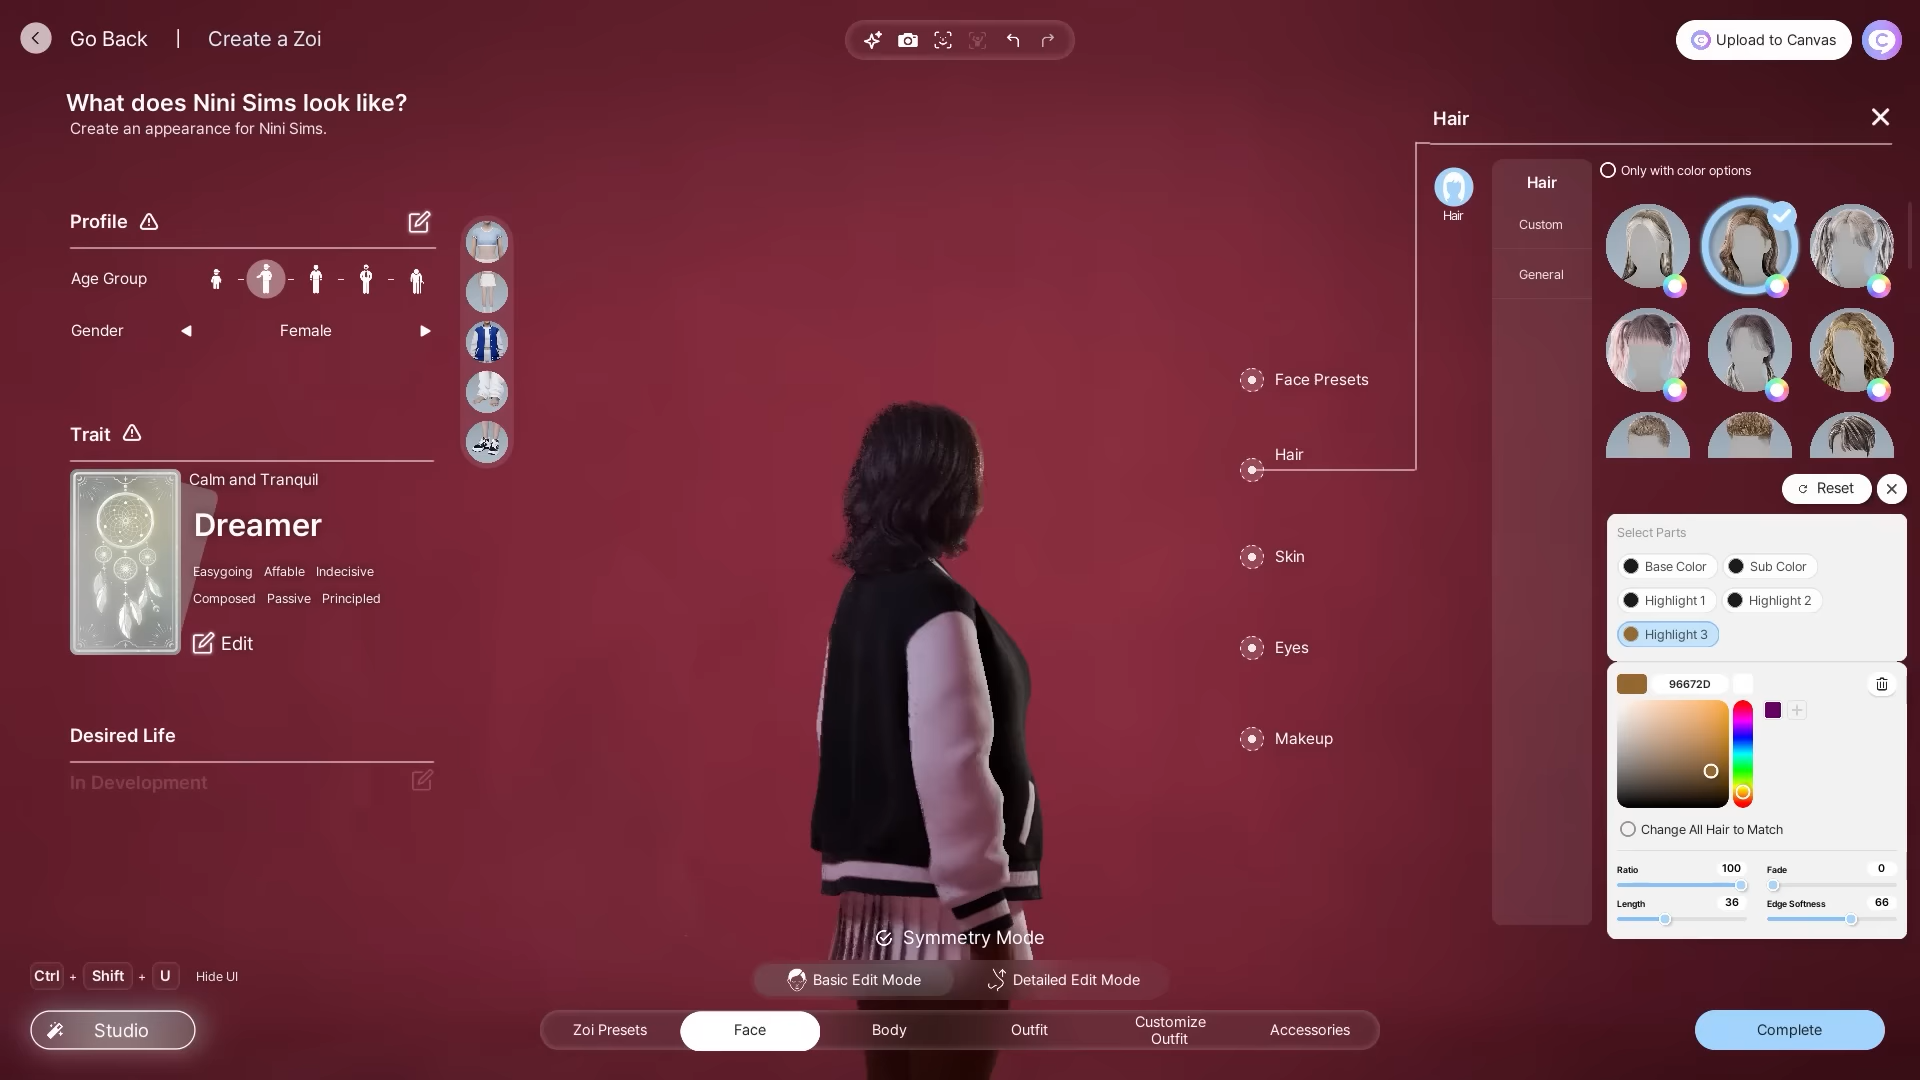 Go Back | Create a Zoi
Upload to Canvas
What does Nini Sims look like?
Create an appearance for Nini Sims.
Profile
Age Group
Gender
Female
Trait
Calm and Tranquil
Dreamer
Easygoing Affable Indecisive
Composed Passive Principled
Edit
Desired Life
In Development
Ctrl + Shift + U Hide UI
Studio
Face Presets
Hair
Skin
Eyes
Makeup
Symmetry Mode
Basic Edit Mode
Detailed Edit Mode
Zoi Presets
Face
Body
Outfit
Customize
Outfit
Accessories
Hair
Hair
Hair
Custom
General
Only with color options
Reset
Select Parts
Base Color
Sub Color
Highlight 1
Highlight 2
Highlight 3
96672D
Change All Hair to Match
Ratio 100
Fade 0
Length 36
Edge Softness 66
Complete